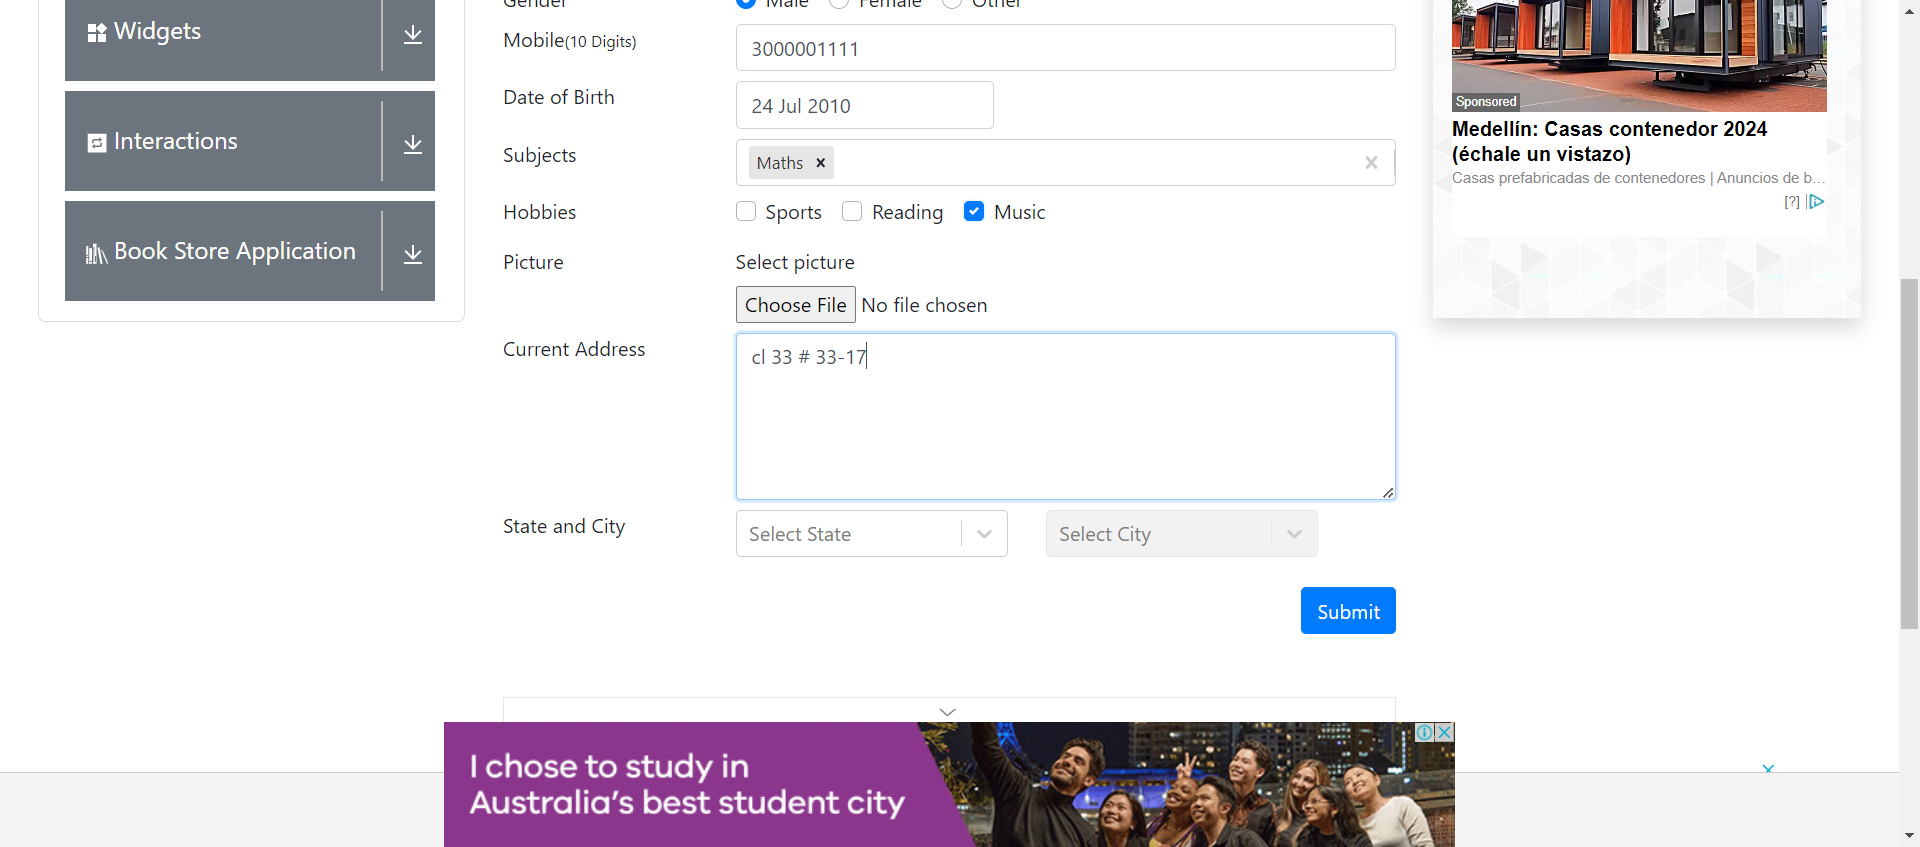 Widgets
Interactions
Book Store Application
Gender
Male
Female
Other
Mobile(10 Digits)
3000001111
Date of Birth
24 Jul 2010
Subjects
Maths
Hobbies
Sports
Reading
Music
Picture
Select picture
Choose File
No file chosen
Current Address
cl 33 # 33-17
State and City
Select State
Select City
Submit
Sponsored
Medellín: Casas contenedor 2024
(échale un vistazo)
Casas prefabricadas de contenedores | Anuncios de b...
[?]
I chose to study in
Australia's best student city